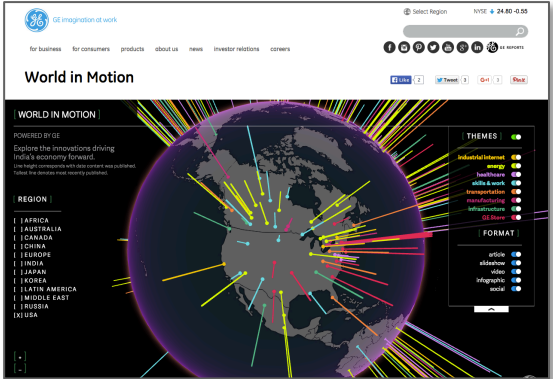 GE imagination at work
Select Region
NYSE 24.80 -0.55
for business for consumers products about us news investor relations careers
GE REPORTS
World in Motion
Like 2 Tweet 3 G+1 3 Pin it
[ WORLD IN MOTION ]
POWERED BY GE
Explore the innovations driving
India's economy forward.
Line height corresponds with date content was published.
Tallest line denotes most recently published.
[ REGION ]
[ ] AFRICA
[ ] AUSTRALIA
[ ] CANADA
[ ] CHINA
[ ] EUROPE
[ ] INDIA
[ ] JAPAN
[ ] KOREA
[ ] LATIN AMERICA
[ ] MIDDLE EAST
[ ] RUSSIA
[X] USA
[ + ]
[ - ]
[ THEMES ]
industrial internet
energy
healthcare
skills & work
transportation
manufacturing
infrastructure
GE Store
[ FORMAT ]
article
slideshow
video
infographic
social